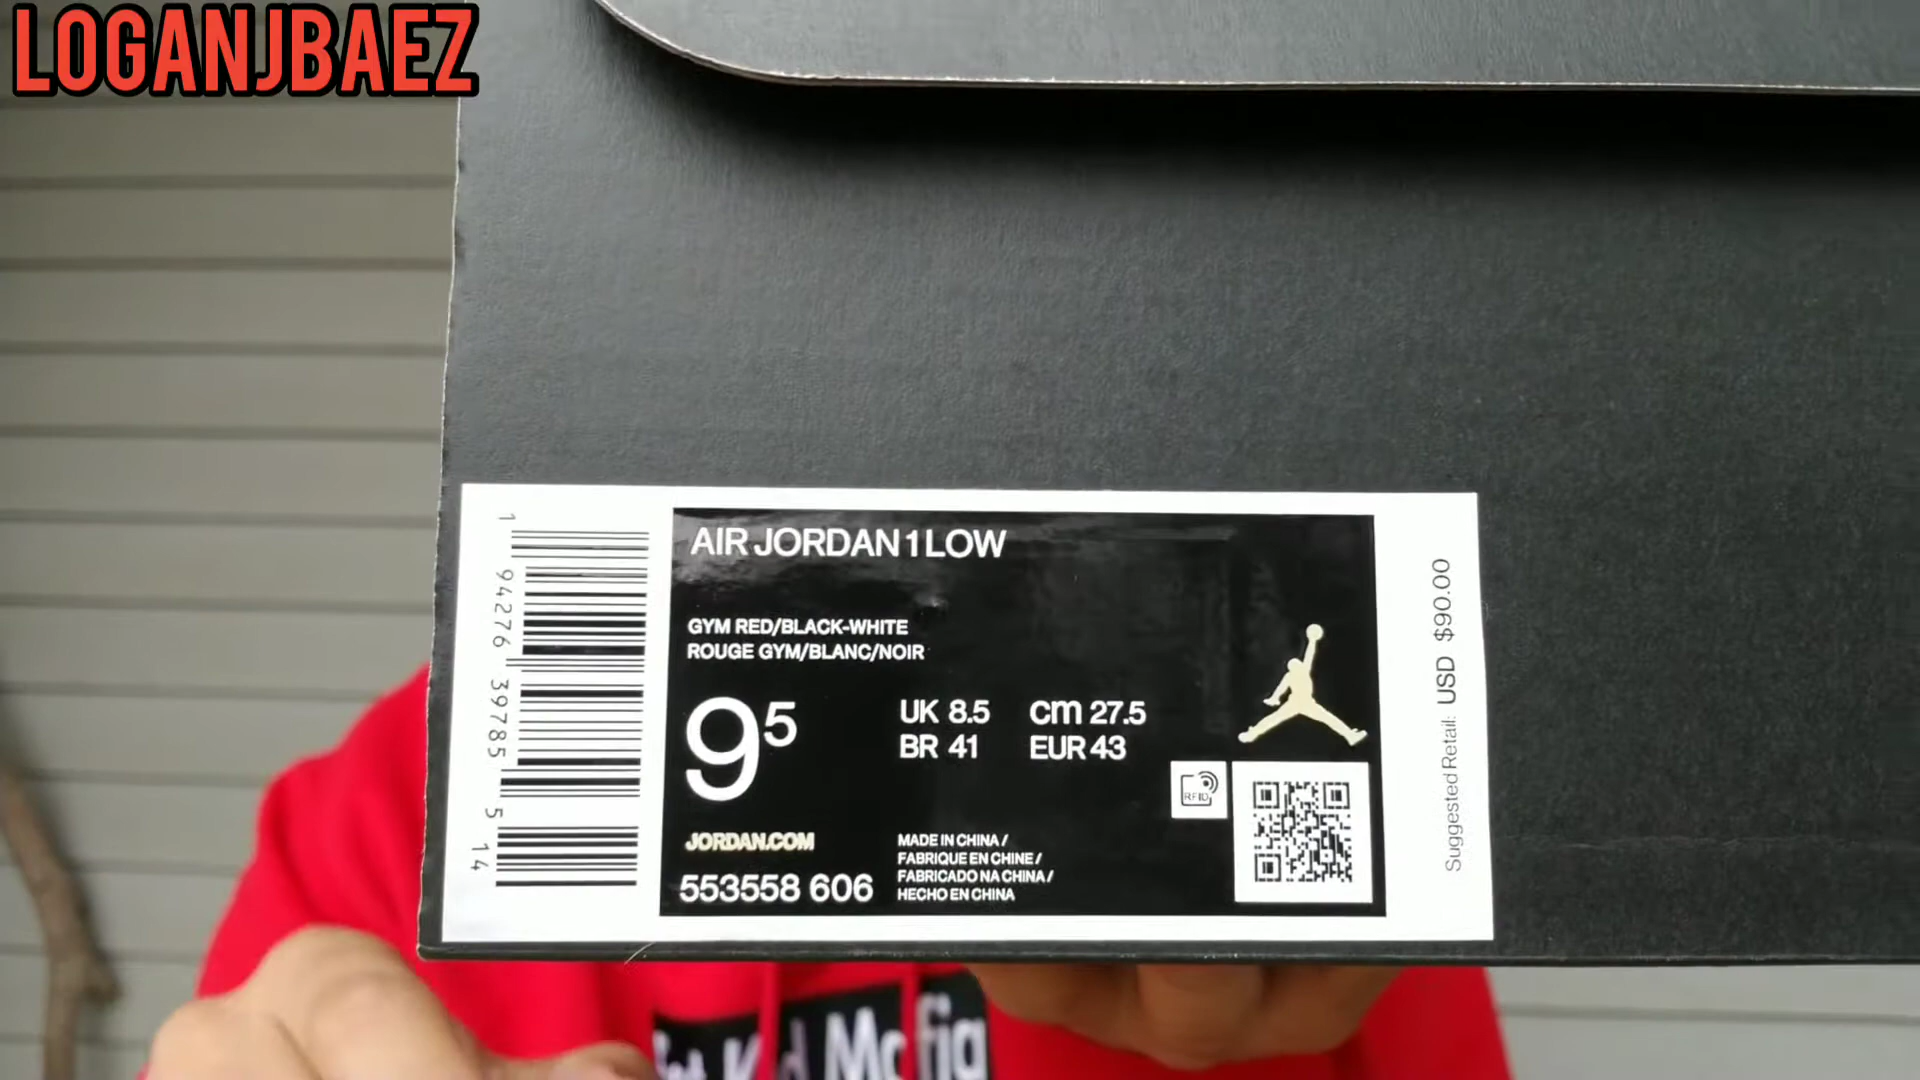 LOGANJBAEZ
AIR JORDAN 1 LOW
GYM RED/BLACK-WHITE
ROUGE GYM/BLANC/NOIR
9⁵
UK 8.5
BR 41
cm 27.5
EUR 43
RFID
JORDAN.COM
553558 606
MADE IN CHINA /
FABRIQUE EN CHINE /
FABRICADO NA CHINA /
HECHO EN CHINA
1 94276 39785 5 14
Suggested Retail: USD $90.00
Mafia